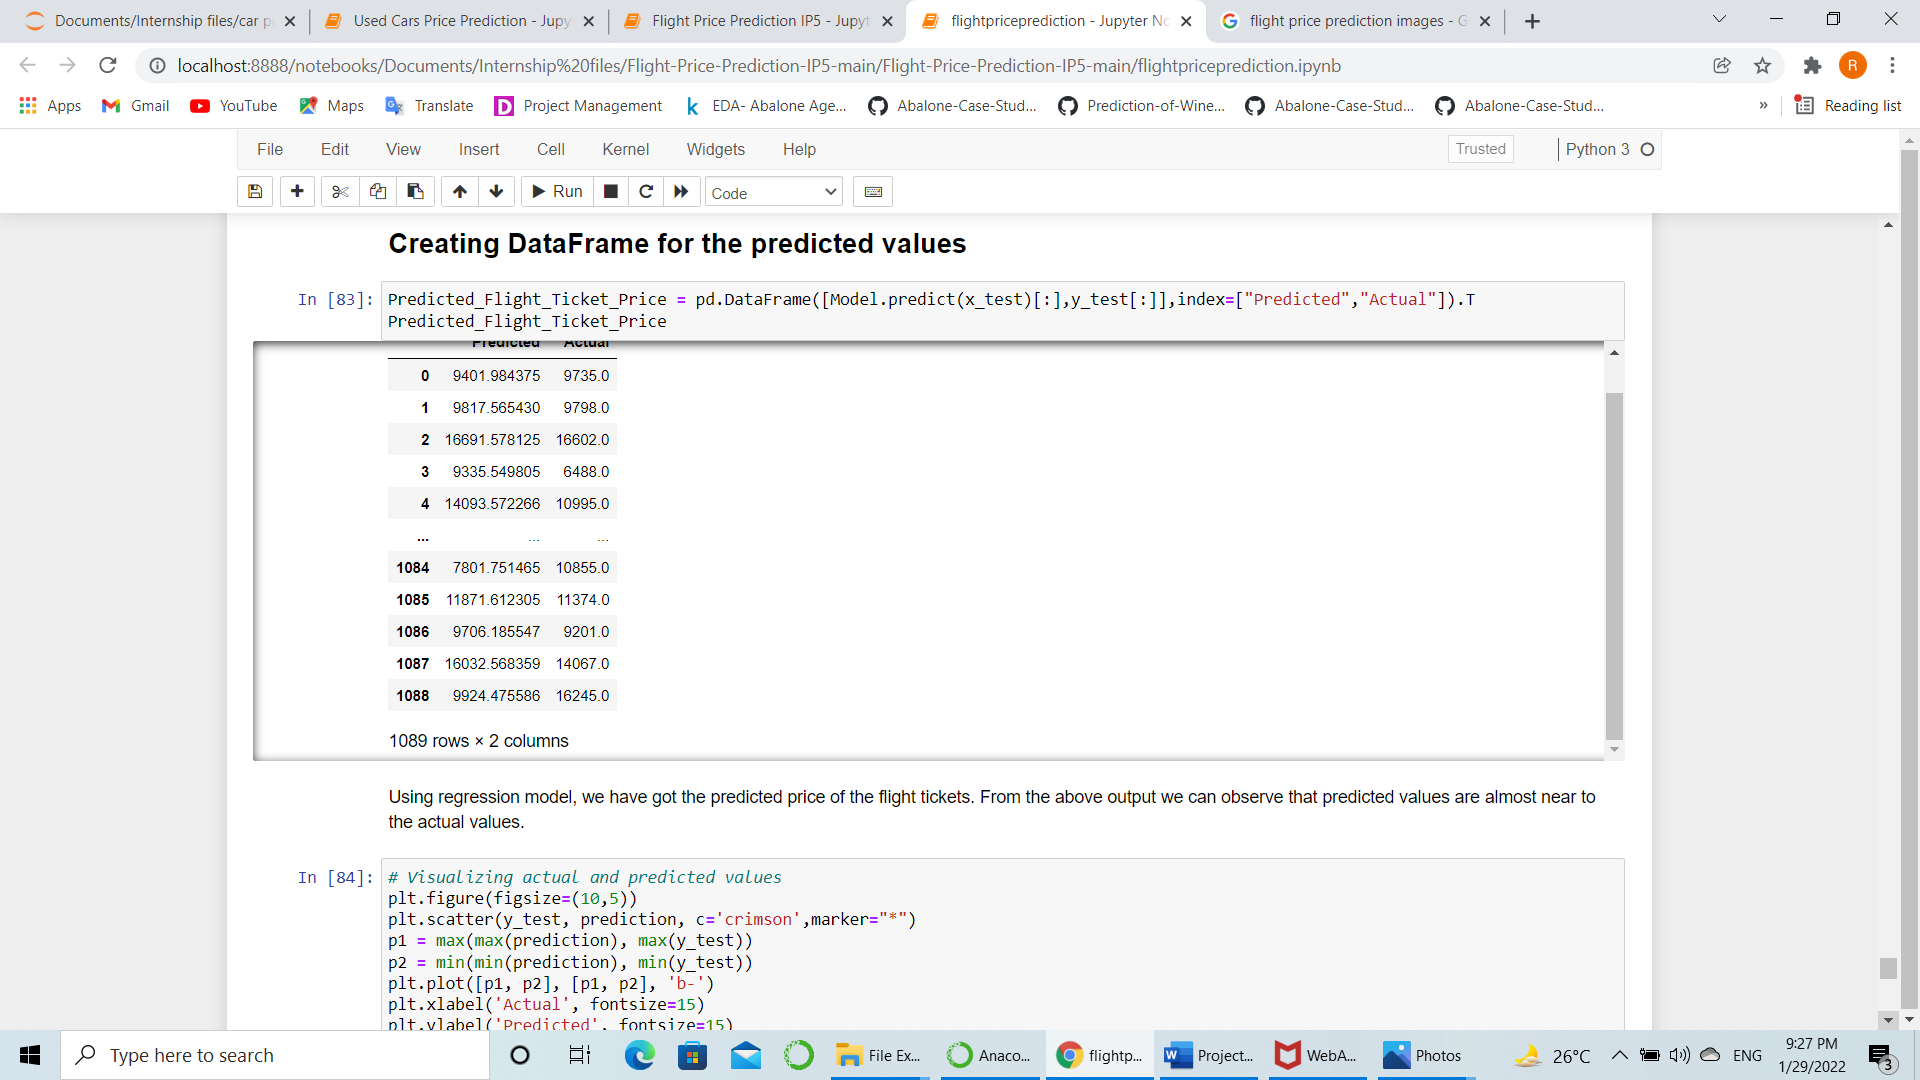 Documents/Internship files/car p
Used Cars Price Prediction - Jupy
Flight Price Prediction IP5 - Jupyt
flightpriceprediction - Jupyter No
flight price prediction images - G
localhost:8888/notebooks/Documents/Internship%20files/Flight-Price-Prediction-IP5-main/Flight-Price-Prediction-IP5-main/flightpriceprediction.ipynb
R
Apps Gmail YouTube Maps Translate Project Management EDA- Abalone Age... Abalone-Case-Stud... Prediction-of-Wine... Abalone-Case-Stud... Abalone-Case-Stud... » Reading list
File Edit View Insert Cell Kernel Widgets Help Trusted Python 3
Run Code
Creating DataFrame for the predicted values
In [83]: Predicted_Flight_Ticket_Price = pd.DataFrame([Model.predict(x_test)[:],y_test[:]],index=["Predicted","Actual"]).T
Predicted_Flight_Ticket_Price
Predicted Actual
0 9401.984375 9735.0
1 9817.565430 9798.0
2 16691.578125 16602.0
3 9335.549805 6488.0
4 14093.572266 10995.0
... ... ...
1084 7801.751465 10855.0
1085 11871.612305 11374.0
1086 9706.185547 9201.0
1087 16032.568359 14067.0
1088 9924.475586 16245.0
1089 rows × 2 columns
Using regression model, we have got the predicted price of the flight tickets. From the above output we can observe that predicted values are almost near to
the actual values.
In [84]: # Visualizing actual and predicted values
plt.figure(figsize=(10,5))
plt.scatter(y_test, prediction, c='crimson',marker="*")
p1 = max(max(prediction), max(y_test))
p2 = min(min(prediction), min(y_test))
plt.plot([p1, p2], [p1, p2], 'b-')
plt.xlabel('Actual', fontsize=15)
plt.ylabel('Predicted', fontsize=15)
Type here to search
File Ex... Anaco... flightp... Project... WebA... Photos
26°C ENG
9:27 PM
1/29/2022
3